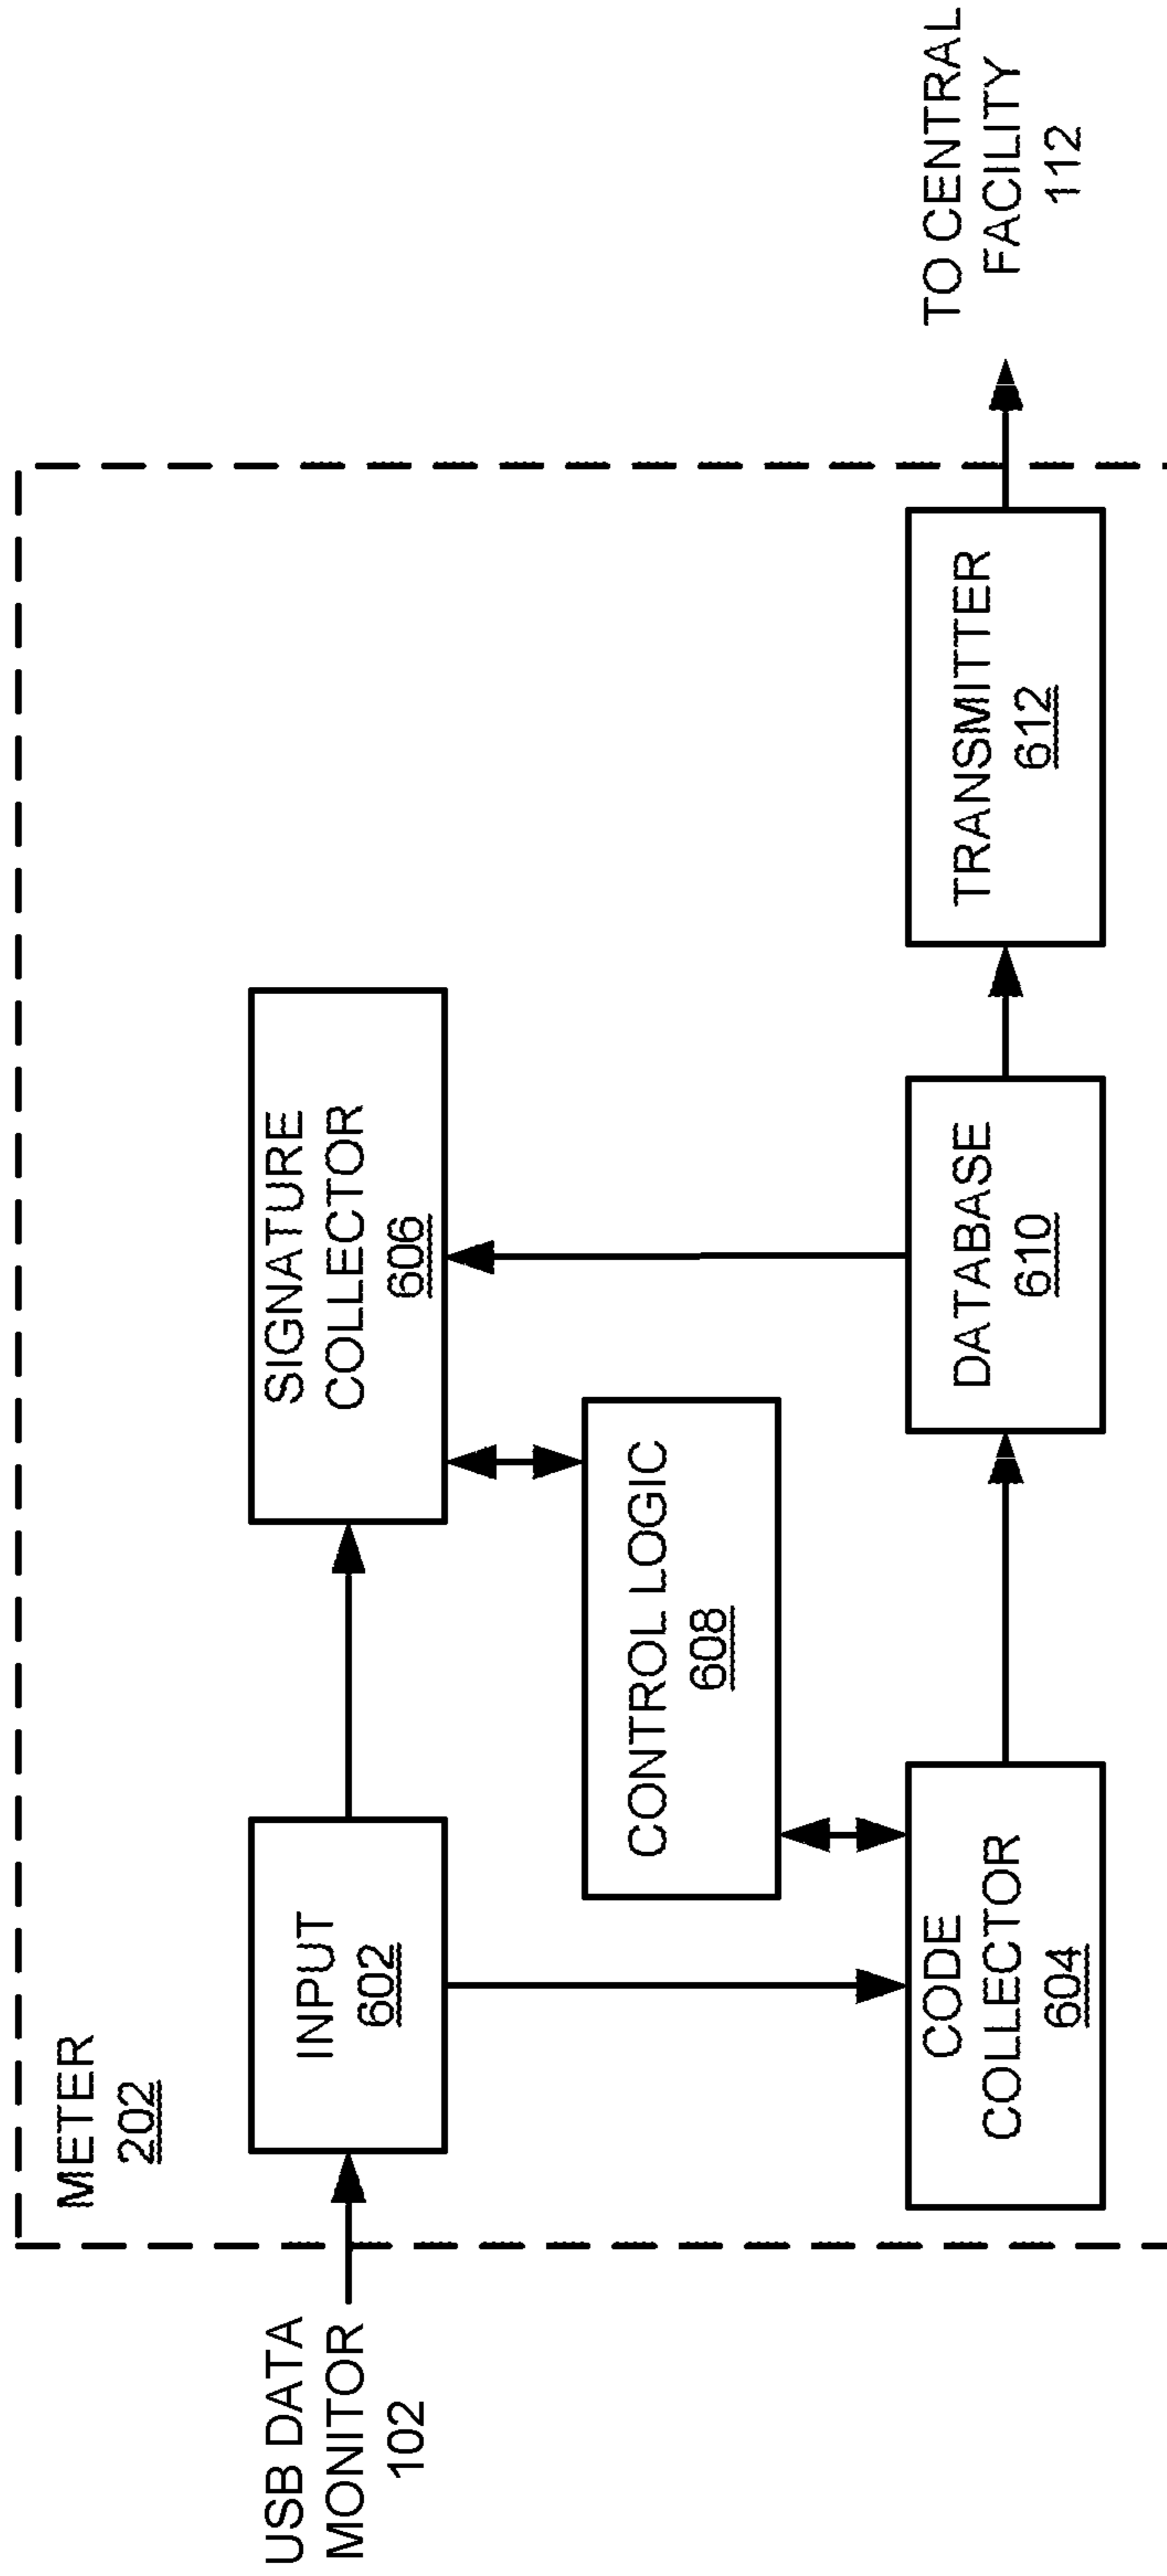 METER
202
USB DATA
MONITOR
102
INPUT
602
SIGNATURE
COLLECTOR
606
CONTROL LOGIC
608
CODE
COLLECTOR
604
DATABASE
610
TRANSMITTER
612
TO CENTRAL
FACILITY
112